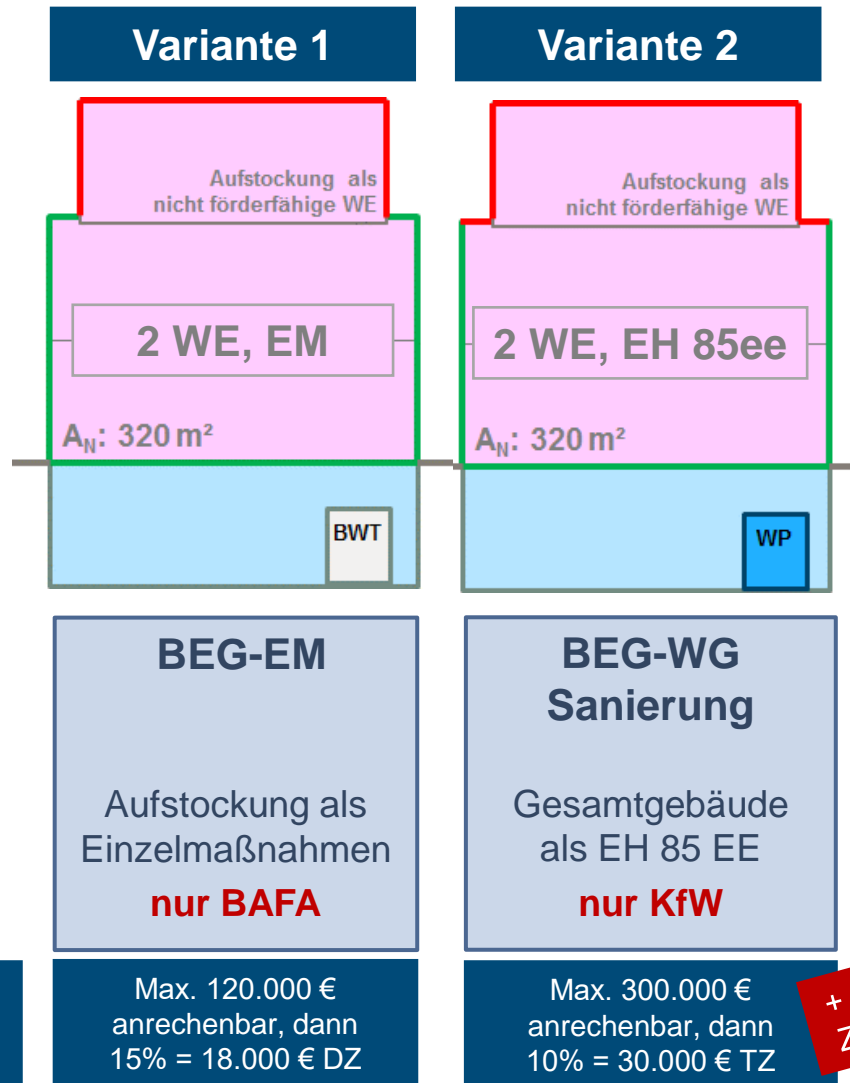 Variante 1
Aufstockung als
nicht förderfähige WE
2 WE, EM
A_N: 320 m²
BWT
BEG-EM
Aufstockung als
Einzelmaßnahmen
nur BAFA
Max. 120.000 €
anrechenbar, dann
15% = 18.000 € DZ
Variante 2
Aufstockung als
nicht förderfähige WE
2 WE, EH 85ee
A_N: 320 m²
WP
BEG-WG
Sanierung
Gesamtgebäude
als EH 85 EE
nur KfW
Max. 300.000 €
anrechenbar, dann
10% = 30.000 € TZ
+